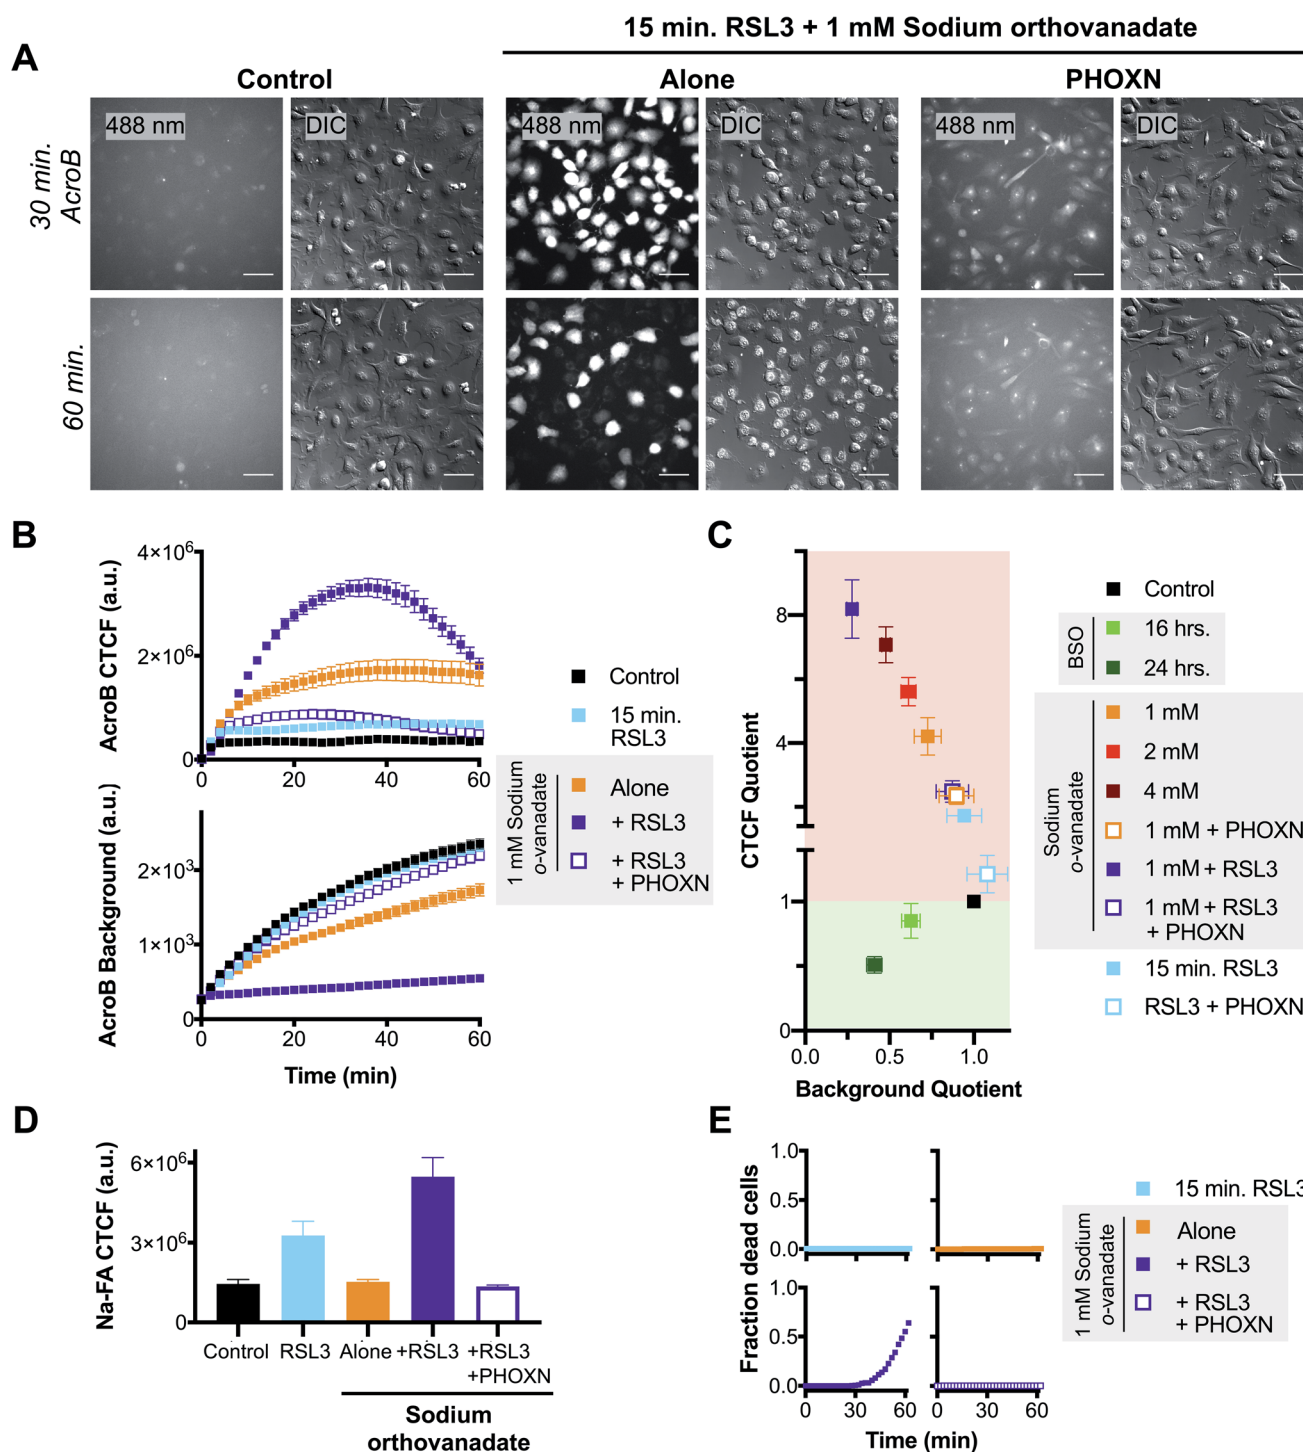 15 min. RSL3 + 1 mM Sodium orthovanadate
A
Control
Alone
PHOXN
30 min.
AcroB
488 nm
DIC
488 nm
DIC
488 nm
DIC
60 min.
B
AcroB CTCF (a.u.)
4×10⁶
2×10⁶
0
0
20
40
60
AcroB Background (a.u.)
2×10³
1×10³
0
0
20
40
60
Time (min)
Control
15 min.
RSL3
1 mM Sodium
o-vanadate
Alone
+ RSL3
+ RSL3
+ PHOXN
C
CTCF Quotient
8
4
1
0
0.0
0.5
1.0
Background Quotient
Control
BSO
16 hrs.
24 hrs.
Sodium
o-vanadate
1 mM
2 mM
4 mM
1 mM + PHOXN
1 mM + RSL3
1 mM + RSL3
+ PHOXN
15 min. RSL3
RSL3 + PHOXN
D
Na-FA CTCF (a.u.)
6×10⁶
3×10⁶
0
Control
RSL3
Alone
+RSL3
+RSL3
+PHOXN
Sodium
orthovanadate
E
Fraction dead cells
1.0
0.5
0.0
1.0
0.5
0.0
0
30
60
0
30
60
Time (min)
15 min. RSL3
1 mM Sodium
o-vanadate
Alone
+ RSL3
+ RSL3
+ PHOXN